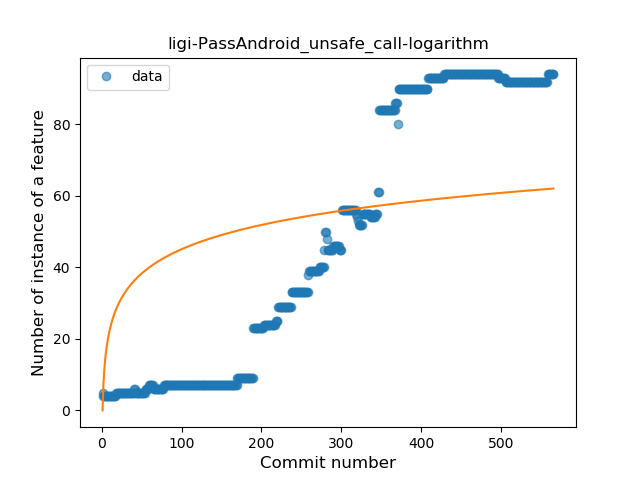 ligi-PassAndroid_unsafe_call-logarithm
data
Number of instance of a feature
80
60
40
20
0
0 100 200 300 400 500
Commit number